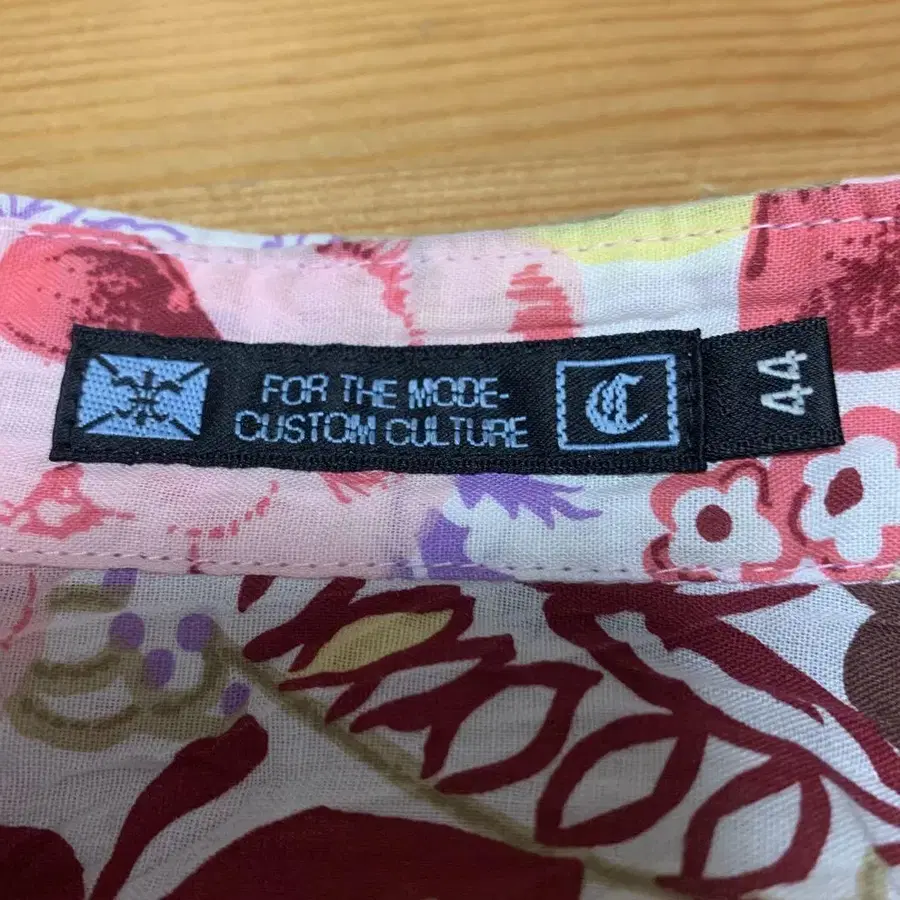 FOR THE MODE-
CUSTOM CULTURE
44